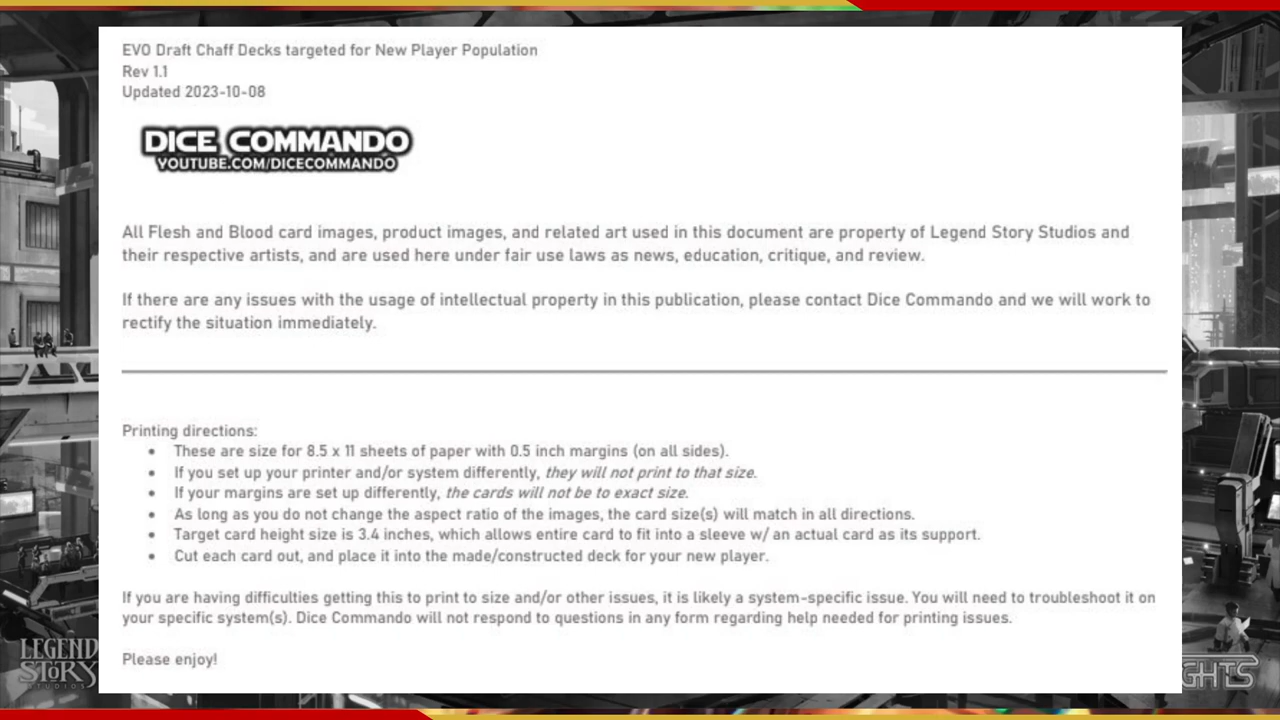 EVO Draft Chaff Decks targeted for New Player Population
Rev 1.1
Updated 2023-10-08
DICE COMMANDO
YOUTUBE.COM/DICECOMMANDO
All Flesh and Blood card images, product images, and related art used in this document are property of Legend Story Studios and
their respective artists, and are used here under fair use laws as news, education, critique, and review.
If there are any issues with the usage of intellectual property in this publication, please contact Dice Commando and we will work to
rectify the situation immediately.
Printing directions:
• These are size for 8.5 x 11 sheets of paper with 0.5 inch margins (on all sides).
• If you set up your printer and/or system differently, they will not print to that size.
• If your margins are set up differently, the cards will not be to exact size.
• As long as you do not change the aspect ratio of the images, the card size(s) will match in all directions.
• Target card height size is 3.4 inches, which allows entire card to fit into a sleeve w/ an actual card as its support.
• Cut each card out, and place it into the made/constructed deck for your new player.
If you are having difficulties getting this to print to size and/or other issues, it is likely a system-specific issue. You will need to troubleshoot it on
your specific system(s). Dice Commando will not respond to questions in any form regarding help needed for printing issues.
Please enjoy!
LEGEND
STORY
STUDIOS
GHTS